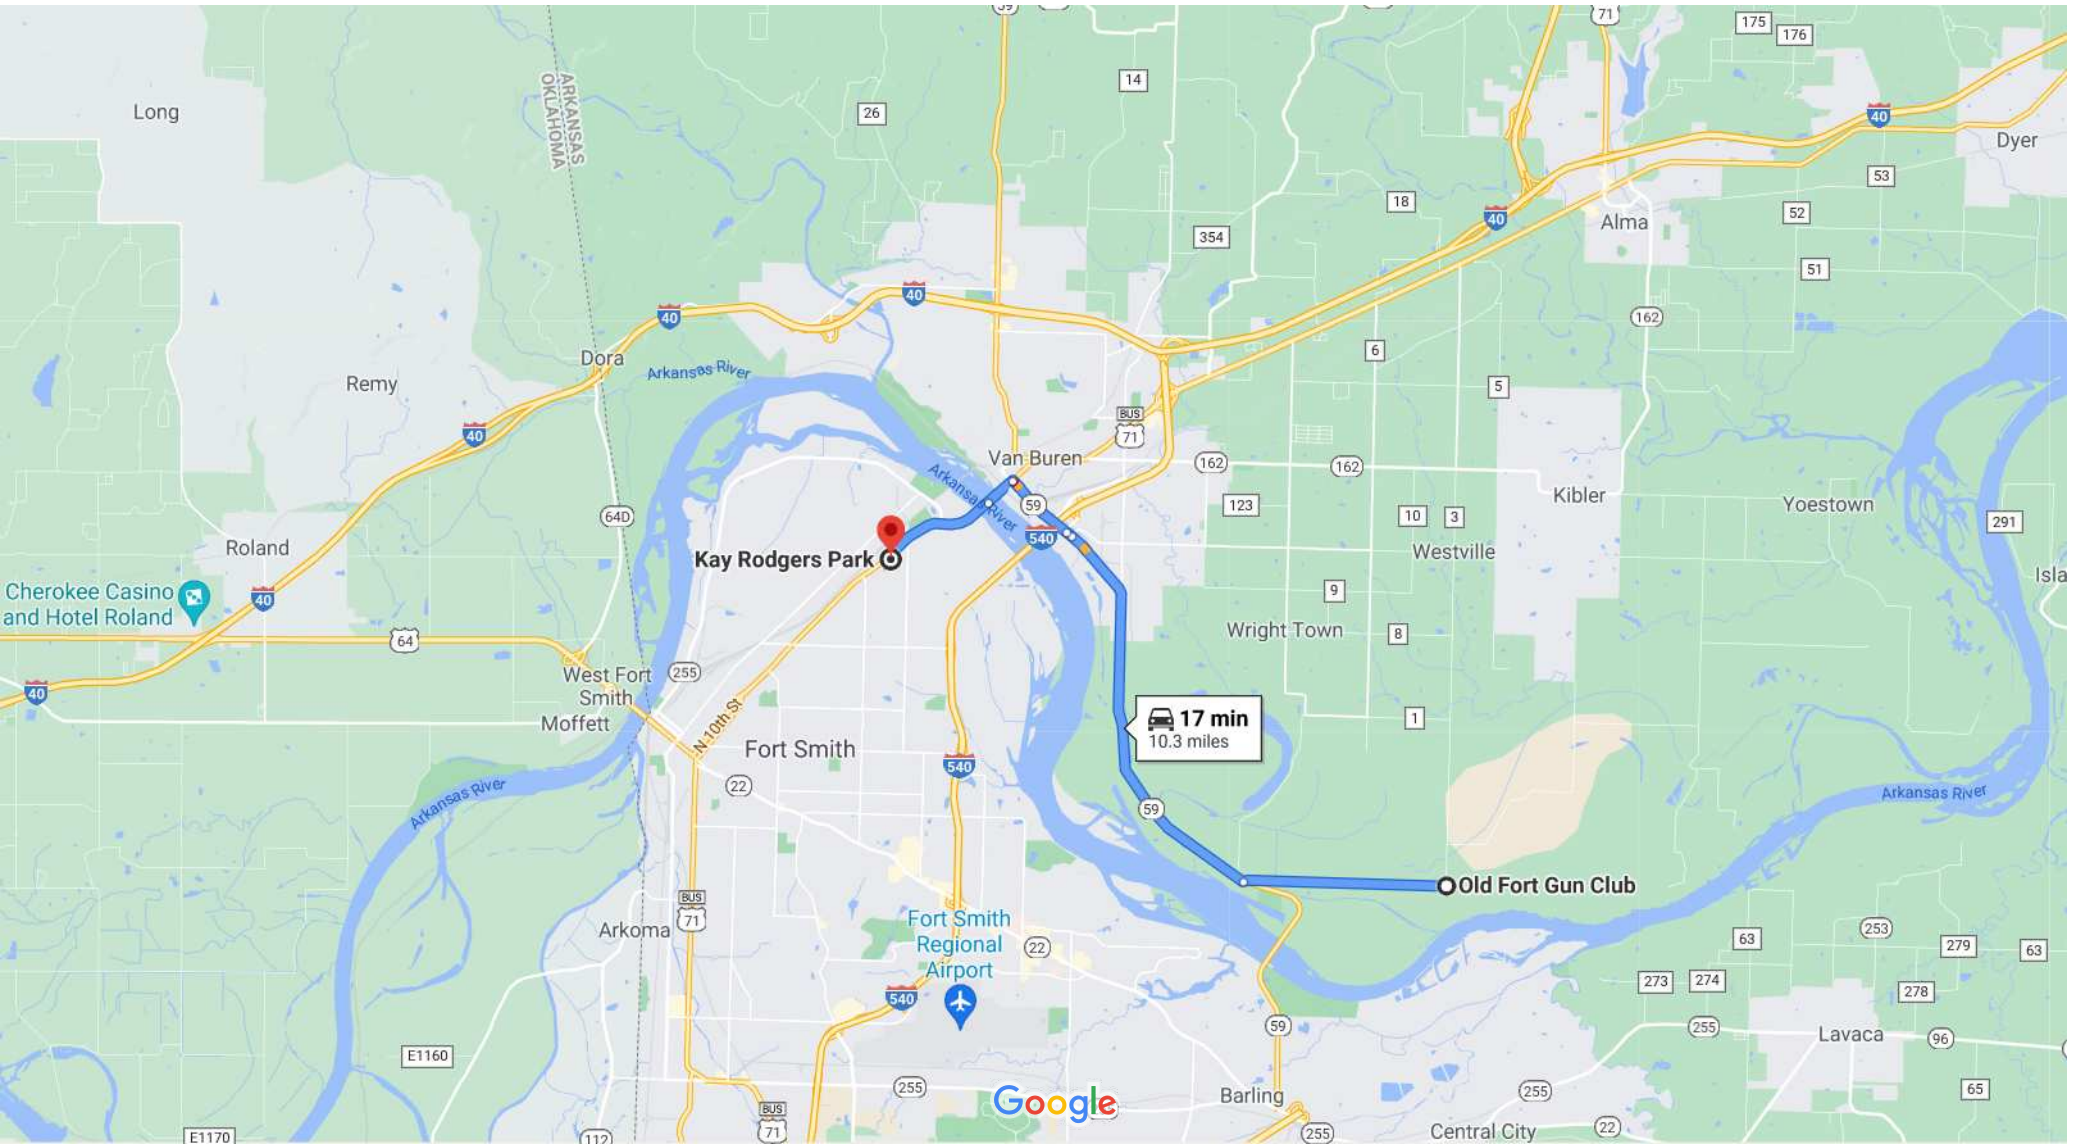 59
71
175
176
ARKANSAS
OKLAHOMA
14
26
Long
40
Dyer
53
18
52
40
Alma
354
51
40
40
162
6
Dora
Arkansas River
Remy
5
BUS
71
40
Van Buren
162
162
Arkansas River
Kibler
59
123
Yoestown
64D
10
3
291
540
Roland
Westville
Kay Rodgers Park
Isla
Cherokee Casino
and Hotel Roland
40
9
Wright Town
8
64
West Fort
Smith
255
40
Moffett
N 10th St
17 min
10.3 miles
1
Fort Smith
540
22
Arkansas River
Arkansas River
59
Old Fort Gun Club
BUS
71
Arkoma
Fort Smith
Regional
Airport
22
253
63
279
63
273
274
278
540
59
255
Lavaca
96
E1160
255
Google
Barling
255
65
BUS
71
E1170
112
255
Central City
22